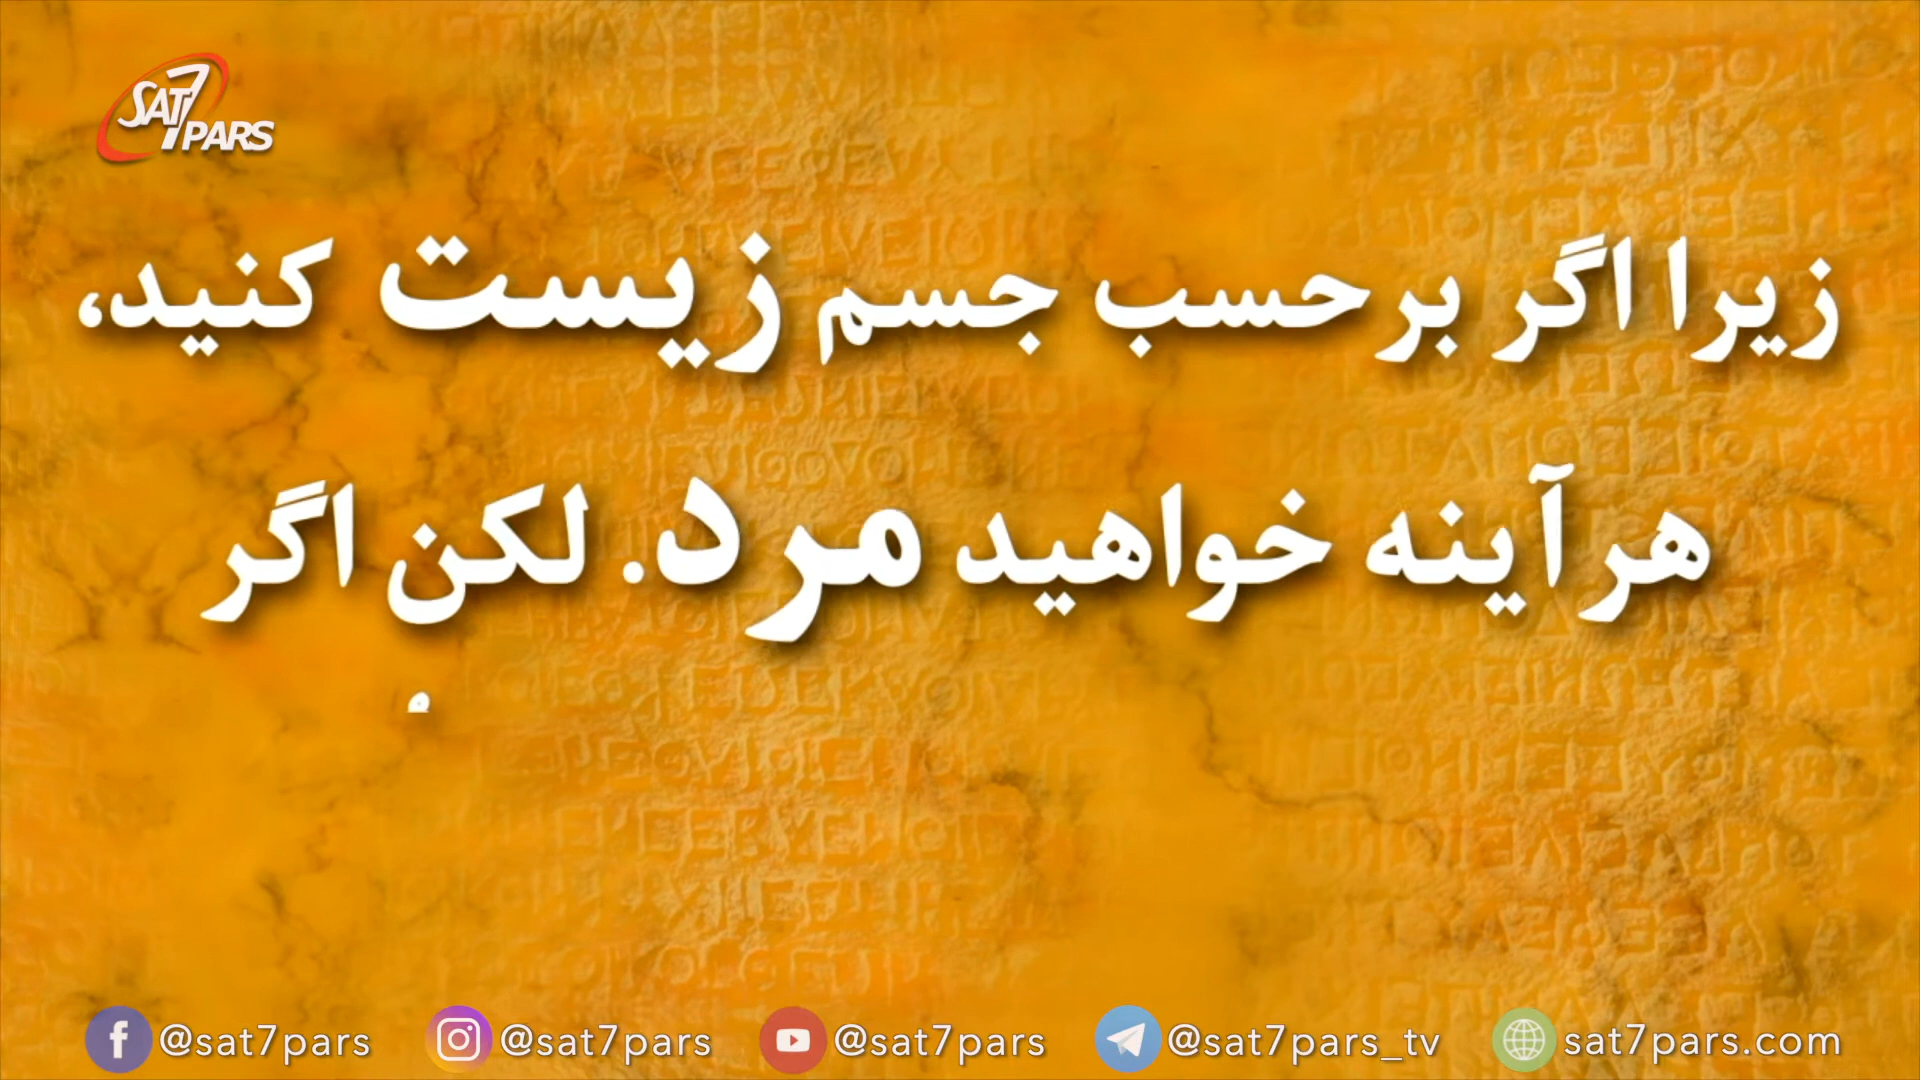 SAT7 PARS
زیرا اگر برحسب جسم زیست کنید،
هرآینه خواهید مرد. لکن اگر
@sat7pars @sat7pars @sat7pars @sat7pars_tv sat7pars.com